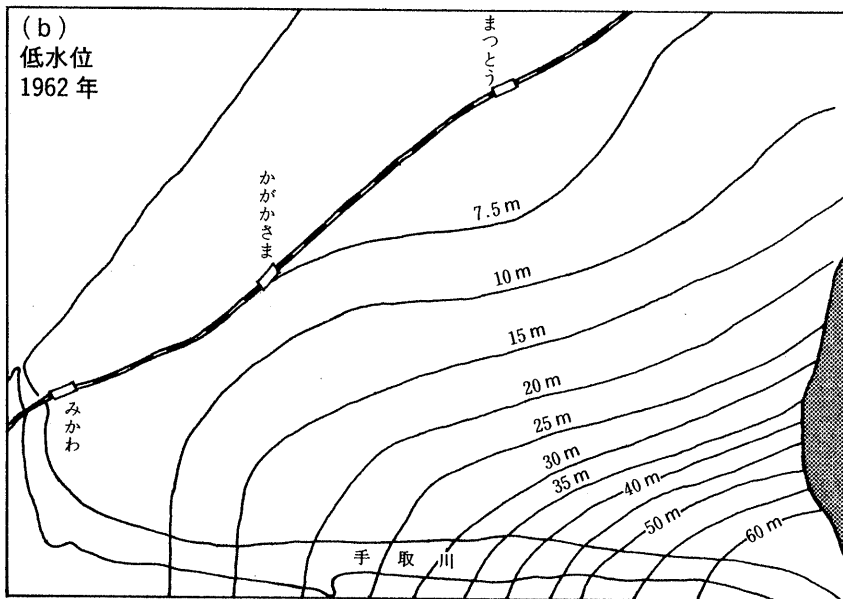 (b)
低水位
1962年
まつとう
かがかさま
みかわ
7.5m
10m
15m
20m
25m
30m
35m
40m
50m
60m
手取川